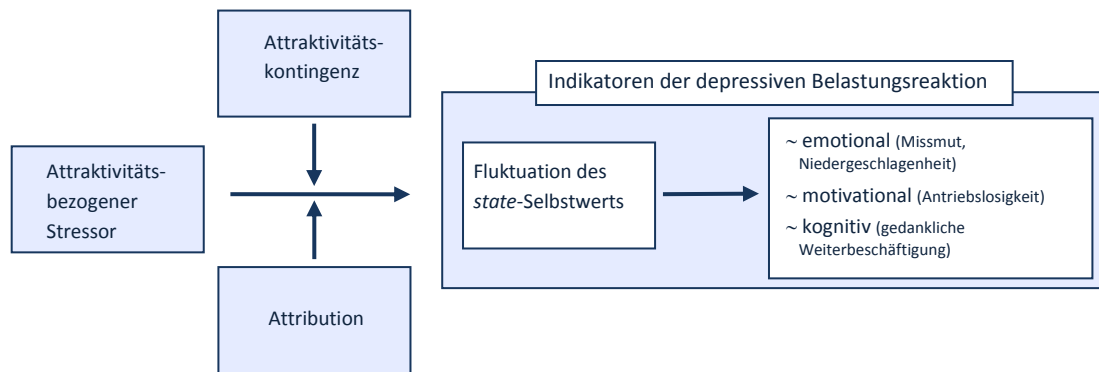 Attraktivitäts-
kontingenz
Indikatoren der depressiven Belastungsreaktion
Attraktivitäts-
bezogener
Stressor
Fluktuation des
state-Selbstwerts
~ emotional (Missmut,
Niedergeschlagenheit)
~ motivational (Antriebslosigkeit)
~ kognitiv (gedankliche
Weiterbeschäftigung)
Attribution